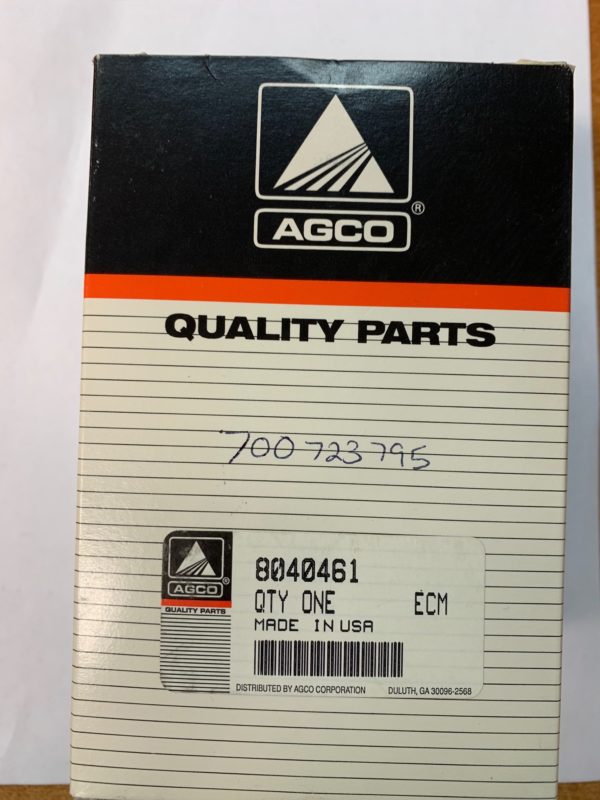 AGCO®
QUALITY PARTS
700723795
AGCO®
QUALITY PARTS
8040461
QTY ONE ECM
MADE IN USA
DISTRIBUTED BY AGCO CORPORATION DULUTH, GA 30096-2568